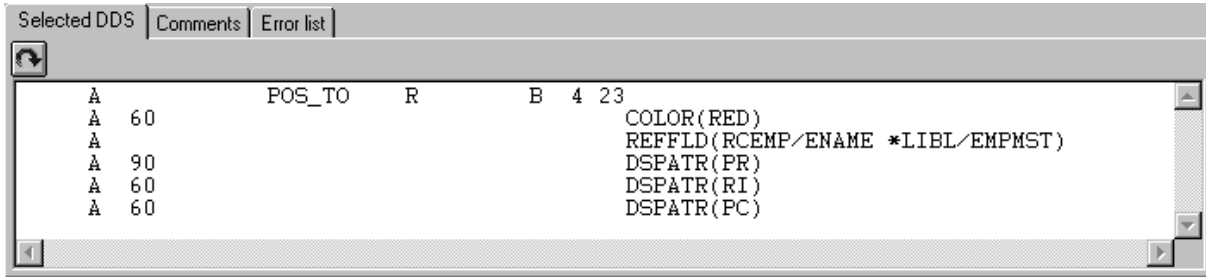 Selected DDS Comments Error list
A POS_TO R B 4 23
A 60 COLOR(RED)
A REFFLD(RCEMP/ENAME *LIBL/EMPMST)
A 90 DSPATR(PR)
A 60 DSPATR(RI)
A 60 DSPATR(PC)